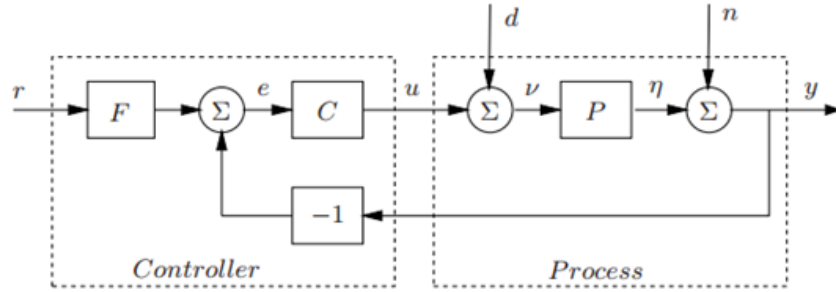 d n
r F Σ e C u Σ ν P η Σ y
−1
Controller Process